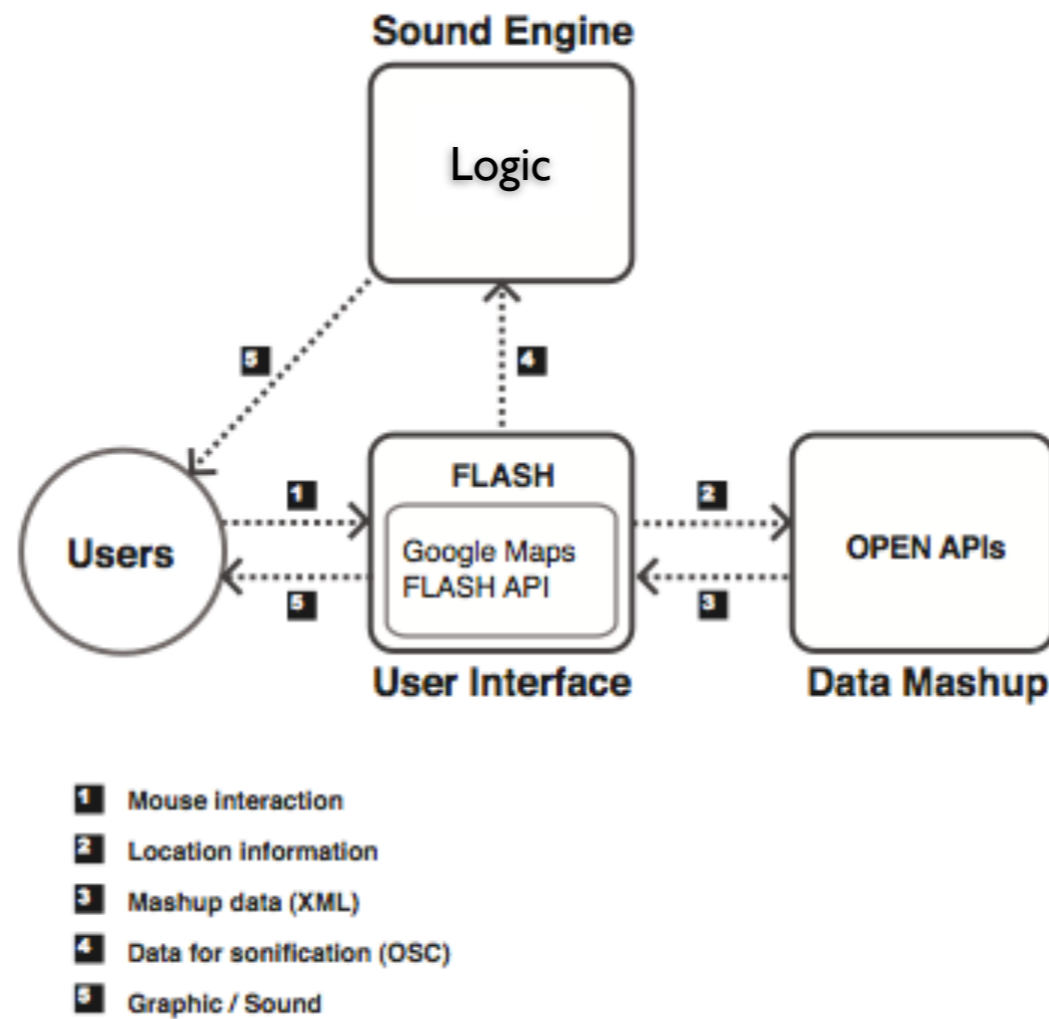 Sound Engine
Logic
5
4
FLASH
1
2
Users
Google Maps
FLASH API
OPEN APIs
5
3
User Interface
Data Mashup
1 Mouse interaction
2 Location information
3 Mashup data (XML)
4 Data for sonification (OSC)
5 Graphic / Sound